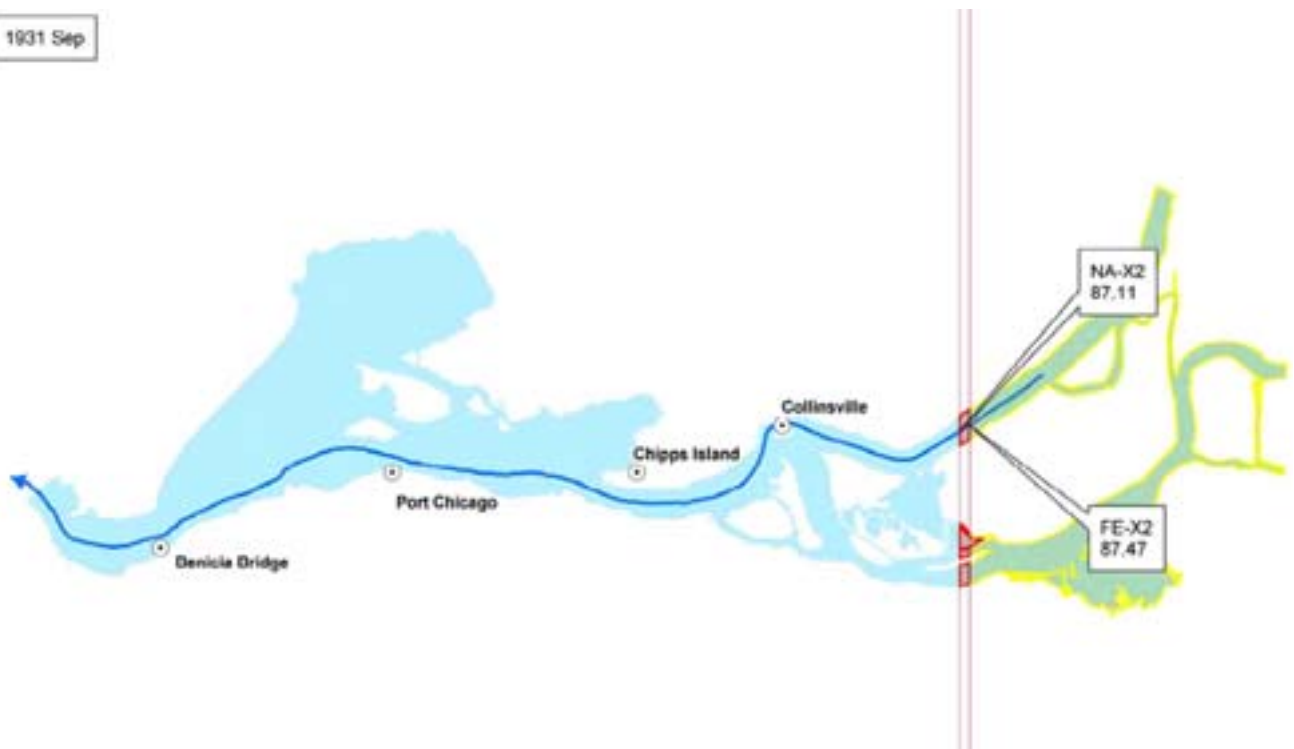 1931 Sep
NA-X2
87.11
Collinsville
Chipps Island
Port Chicago
FE-X2
87.47
Benicia Bridge